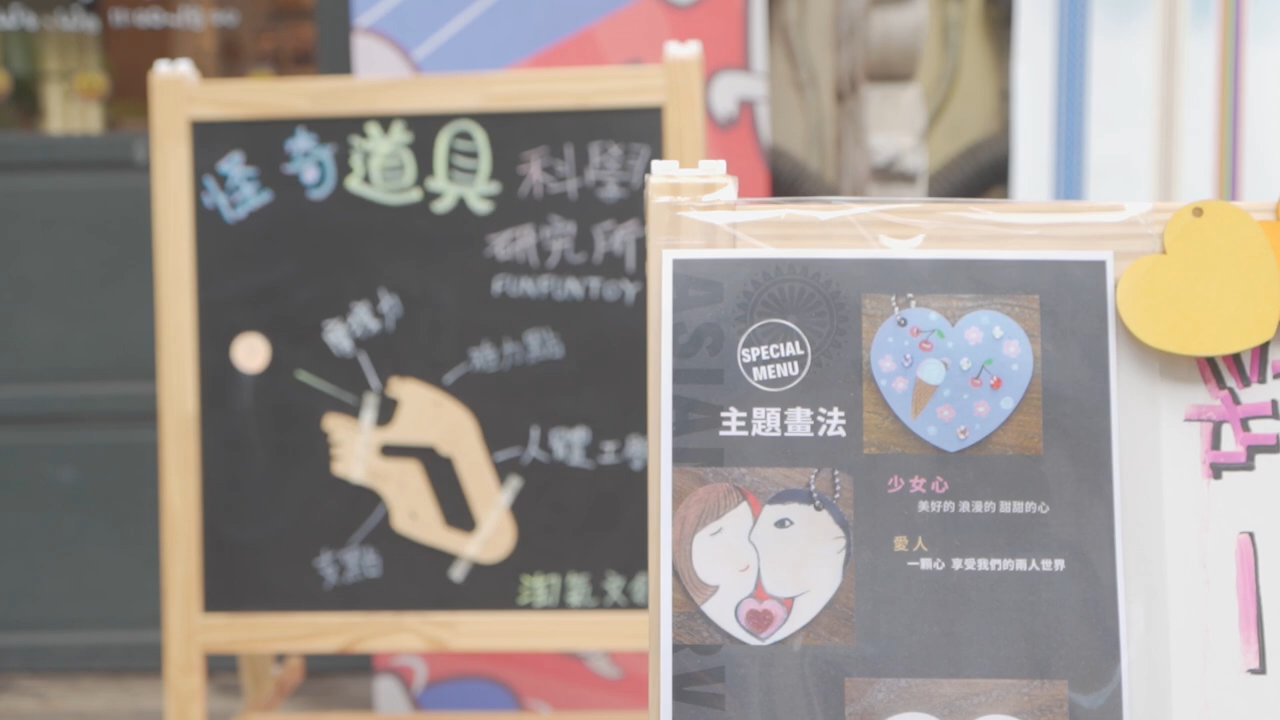 怪奇道具 科學
研究所
FUNFUNTOY
施力點
人體工學
支點
淘氣文創
SPECIAL
MENU
主題畫法
少女心
美好的 浪漫的 甜甜的心
愛人
一顆心 享受我們的兩人世界